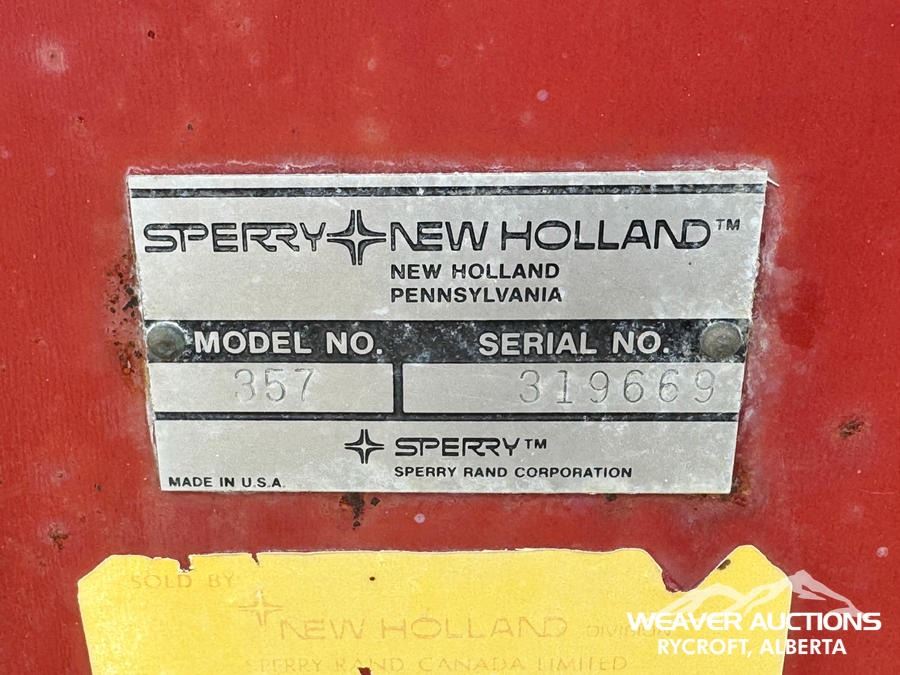 SPERRY NEW HOLLAND™
NEW HOLLAND
PENNSYLVANIA
MODEL NO. SERIAL NO.
357 319669
SPERRY™
SPERRY RAND CORPORATION
MADE IN U.S.A.
SOLD BY
NEW HOLLAND DIVISION
SPERRY RAND CANADA LIMITED
WEAVER AUCTIONS
RYCROFT, ALBERTA